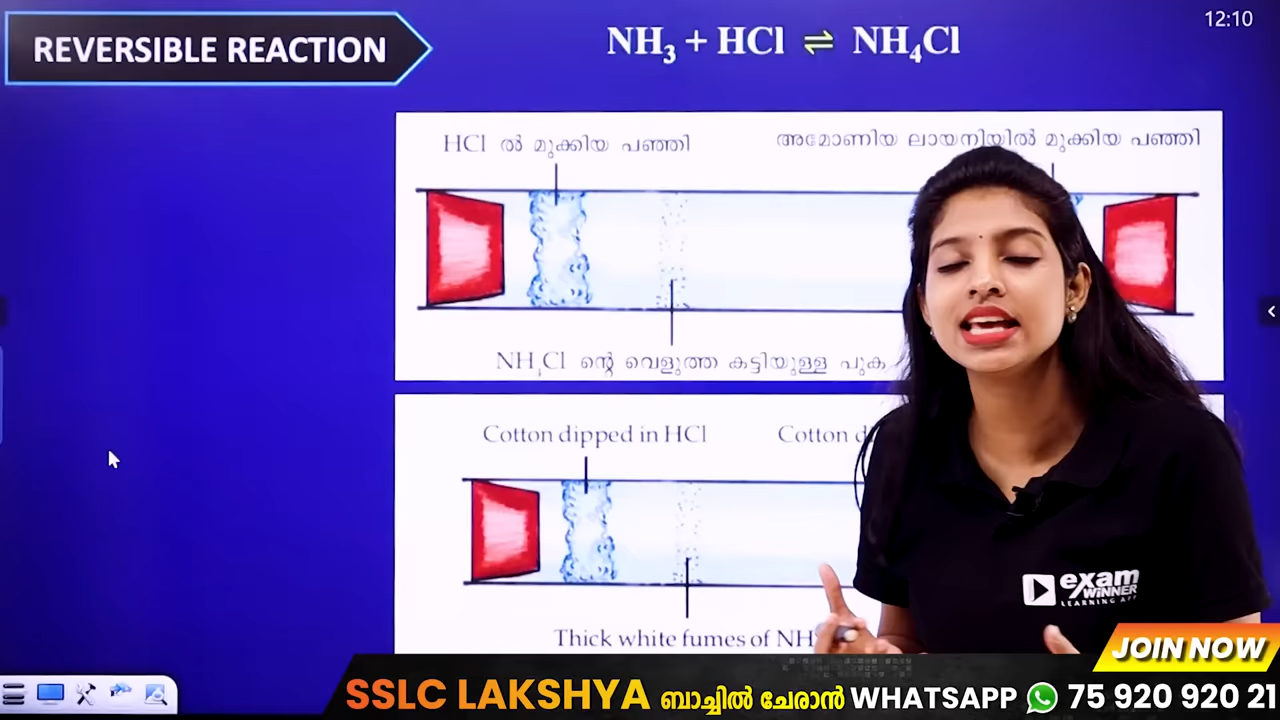 12:10
REVERSIBLE REACTION
NH₃ + HCl ⇌ NH₄Cl
HCl ൽ മുക്കിയ പഞ്ഞി
അമോണിയ ലായനിയിൽ മുക്കിയ പഞ്ഞി
NH₄Cl ന്റെ വെളുത്ത കട്ടിയുള്ള പുക
Cotton dipped in HCl
Cotton d
Thick white fumes of NH
exam
WINNER
LEARNING APP
JOIN NOW
SSLC LAKSHYA ബാച്ചിൽ ചേരാൻ WHATSAPP 75 920 920 21